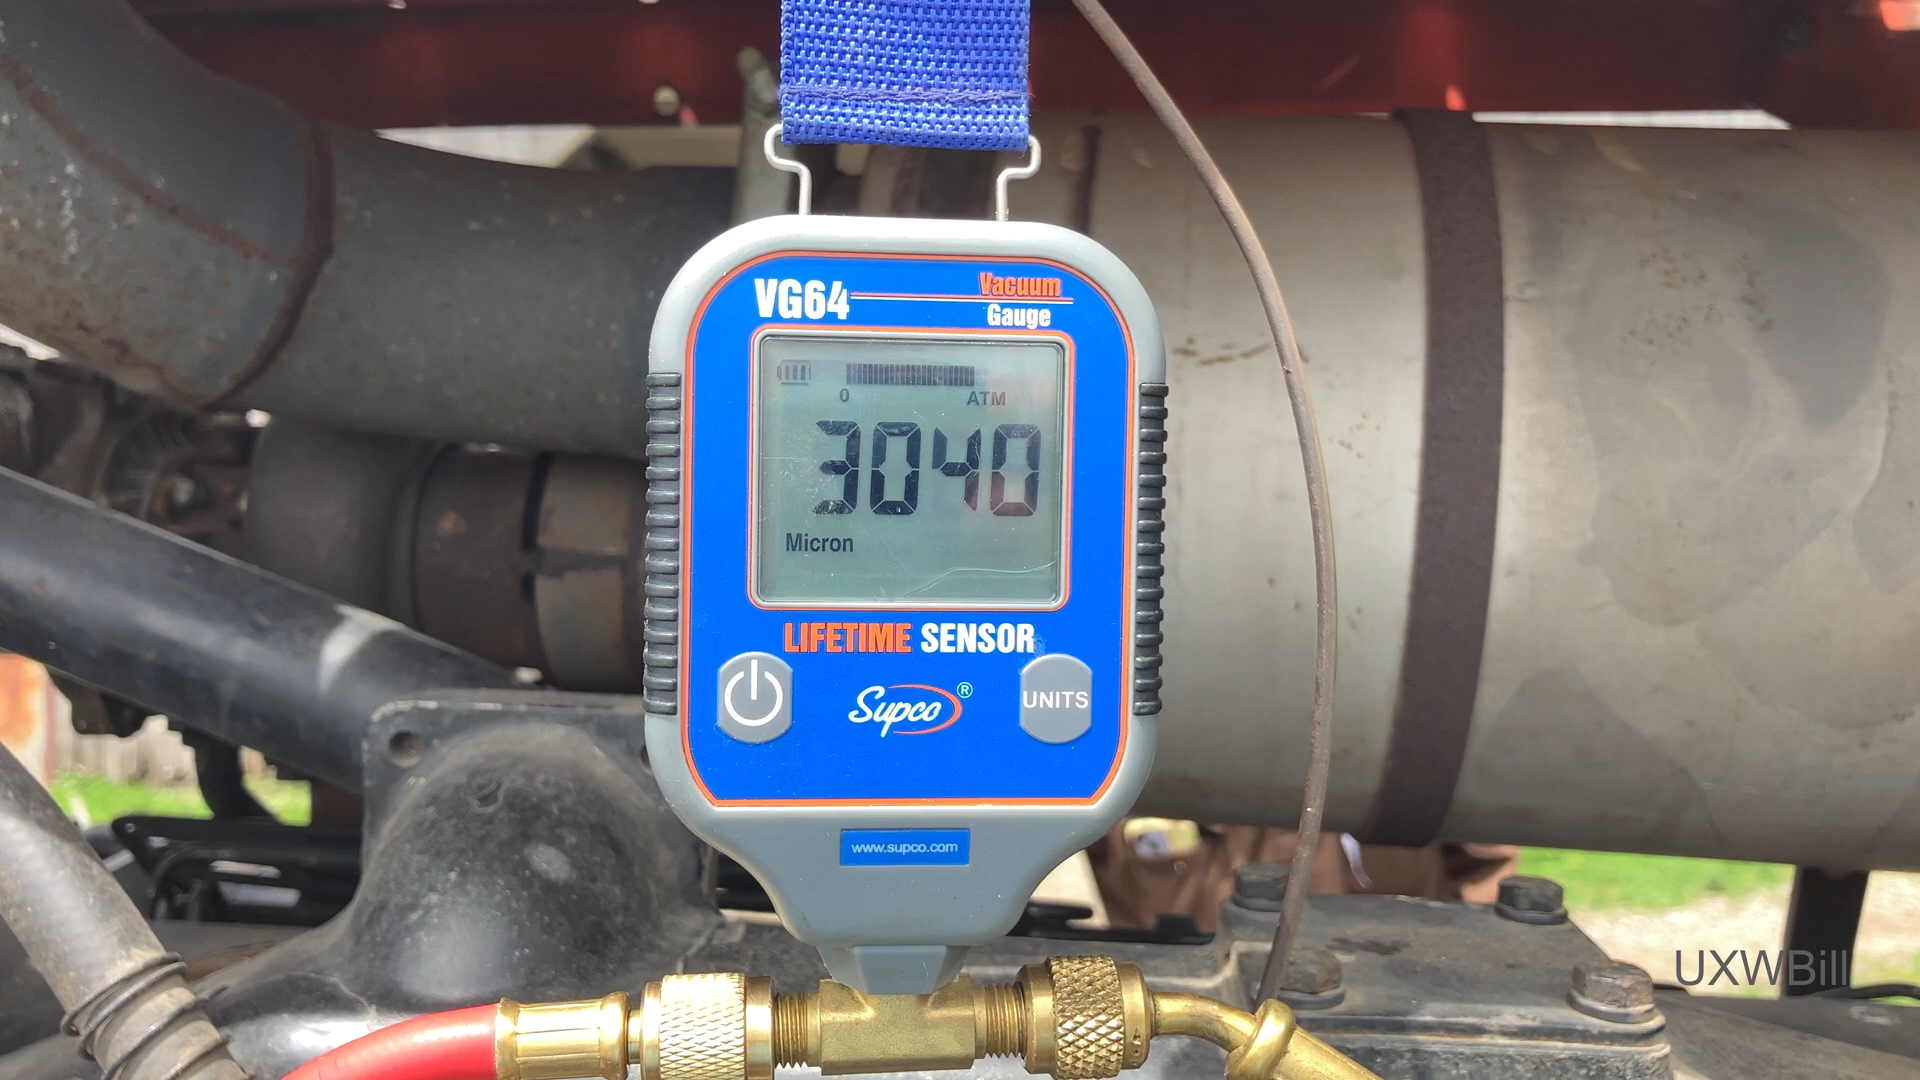 VG64
Vacuum
Gauge
0 ATM
3040
Micron
LIFETIME SENSOR
Supco®
UNITS
www.supco.com
UXWBill